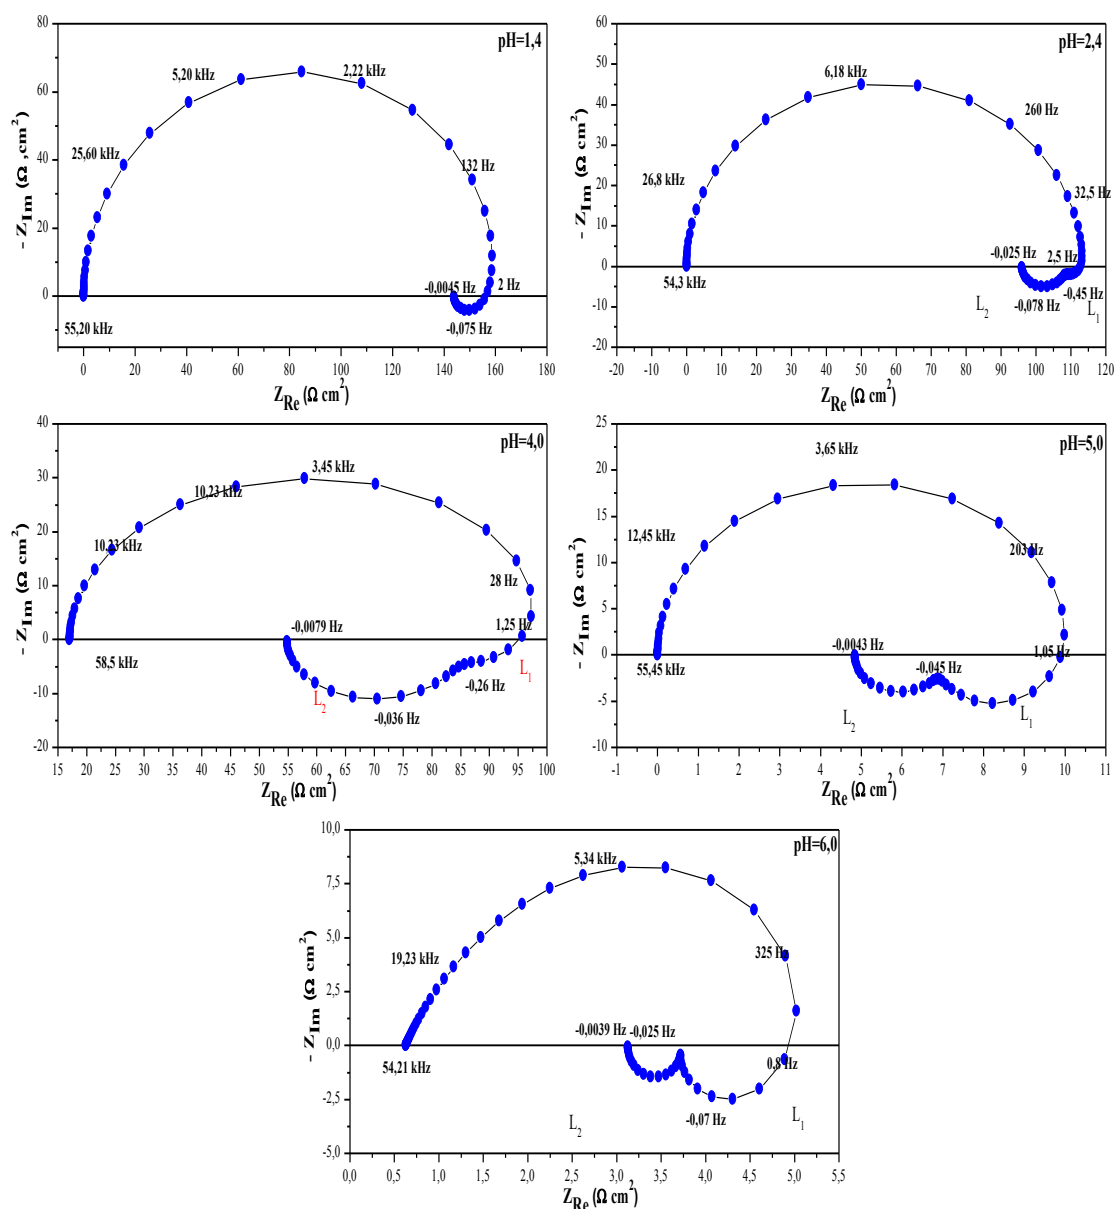 80
60
40
20
0
- Z_Im (Ω ,cm²)
pH=1,4
5,20 kHz
2,22 kHz
25,60 kHz
132 Hz
-0,0045 Hz
2 Hz
-0,075 Hz
55,20 kHz
0 20 40 60 80 100 120 140 160 180
Z_Re (Ω cm²)
60
50
40
30
20
10
0
-10
-20
- Z_Im (Ω cm²)
pH=2,4
6,18 kHz
260 Hz
26,8 kHz
32,5 Hz
-0,025 Hz
2,5 Hz
54,3 kHz
-0,078 Hz
-0,45 Hz
L₂
L₁
-20 -10 0 10 20 30 40 50 60 70 80 90 100 110 120
Z_Re (Ω cm²)
40
30
20
10
0
-10
-20
- Z_Im (Ω cm²)
pH=4,0
3,45 kHz
10,23 kHz
10,23 kHz
28 Hz
-0,0079 Hz
1,25 Hz
58,5 kHz
L₁
-0,26 Hz
L₂
-0,036 Hz
15 20 25 30 35 40 45 50 55 60 65 70 75 80 85 90 95 100
Z_Re (Ω cm²)
25
20
15
10
5
0
-5
-10
- Z_Im (Ω cm²)
pH=5,0
3,65 kHz
12,45 kHz
203 Hz
-0,0043 Hz
1,05 Hz
55,45 kHz
-0,045 Hz
L₂
L₁
-1 0 1 2 3 4 5 6 7 8 9 10 11
Z_Re (Ω cm²)
10,0
7,5
5,0
2,5
0,0
-2,5
-5,0
- Z_Im (Ω cm²)
pH=6,0
5,34 kHz
19,23 kHz
325 Hz
-0,0039 Hz
-0,025 Hz
54,21 kHz
0,8 Hz
-0,07 Hz
L₂
L₁
0,0 0,5 1,0 1,5 2,0 2,5 3,0 3,5 4,0 4,5 5,0 5,5
Z_Re (Ω cm²)